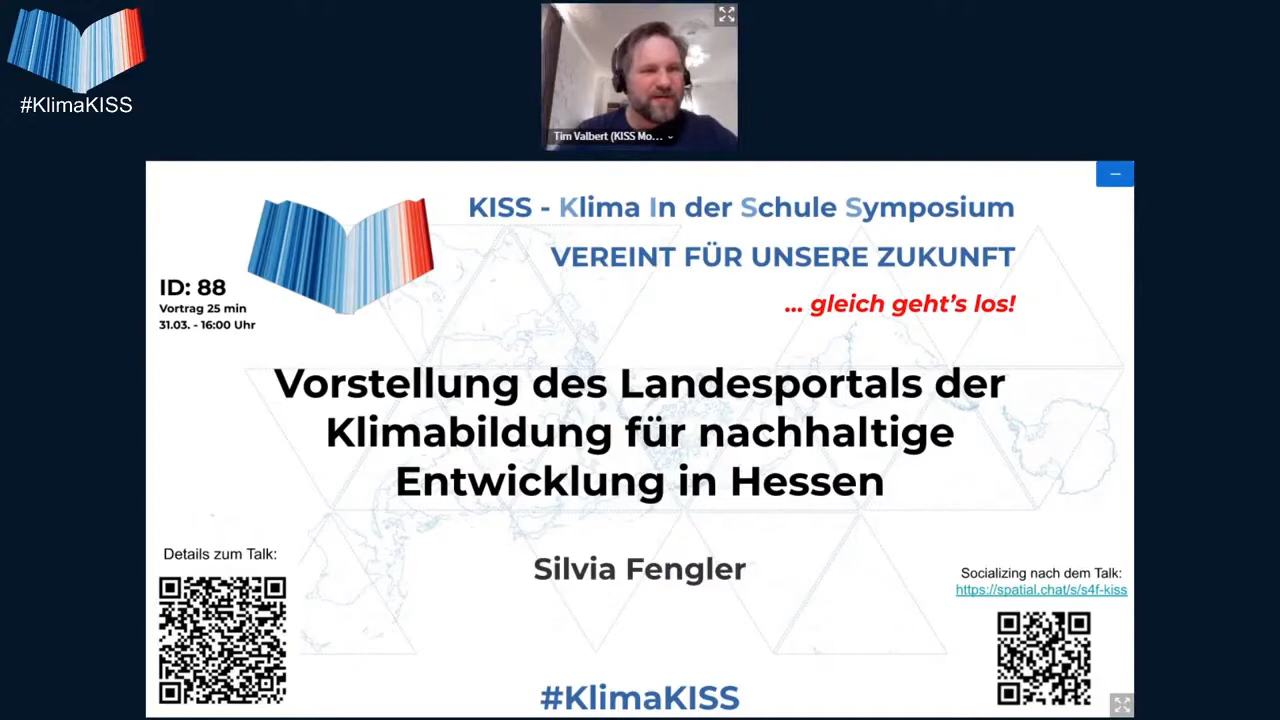 #KlimaKISS
Tim Valbert (KISS Mo...
KISS - Klima In der Schule Symposium
VEREINT FÜR UNSERE ZUKUNFT
... gleich geht's los!
ID: 88
Vortrag 25 min
31.03. - 16:00 Uhr
Vorstellung des Landesportals der
Klimabildung für nachhaltige
Entwicklung in Hessen
Silvia Fengler
Details zum Talk:
Socializing nach dem Talk:
https://spatial.chat/s/s4f-kiss
#KlimaKISS